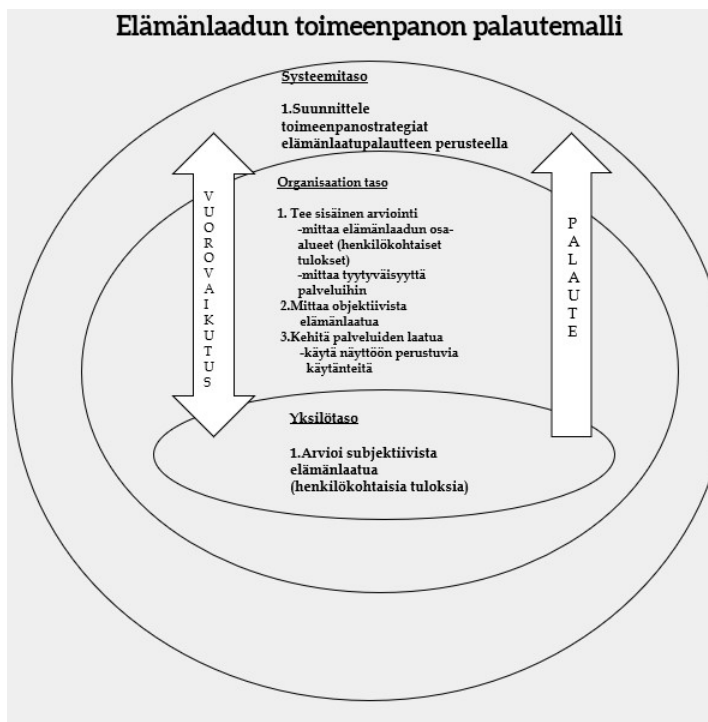 Elämänlaadun toimeenpanon palautemalli
Systeemitaso
1.Suunnittele
toimeenpanostrategiat
elämänlaatupalautteen perusteella
VUOROVAIKUTUS
PALAUTE
Organisaation taso
1. Tee sisäinen arviointi
-mittaa elämänlaadun osa-
alueet (henkilökohtaiset
tulokset)
-mittaa tyytyväisyyttä
palveluihin
2.Mittaa objektiivista
elämänlaatua
3.Kehitä palveluiden laatua
-käytä näyttöön perustuvia
käytänteitä
Yksilötaso
1.Arvioi subjektiivista
elämänlaatua
(henkilökohtaisia tuloksia)